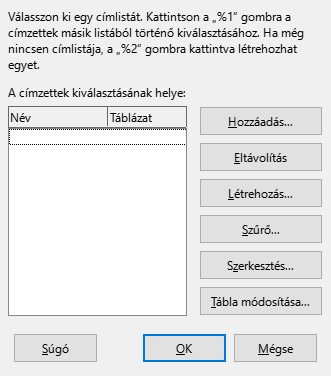 Válasszon ki egy címlistát. Kattintson a „%1” gombra a
címzettek másik listából történő kiválasztásához. Ha még
nincsen címlistája, a „%2” gombra kattintva létrehozhat
egyet.
A címzettek kiválasztásának helye:
Név Táblázat
Hozzáadás...
Eltávolítás
Létrehozás...
Szűrő...
Szerkesztés...
Tábla módosítása...
Súgó OK Mégse